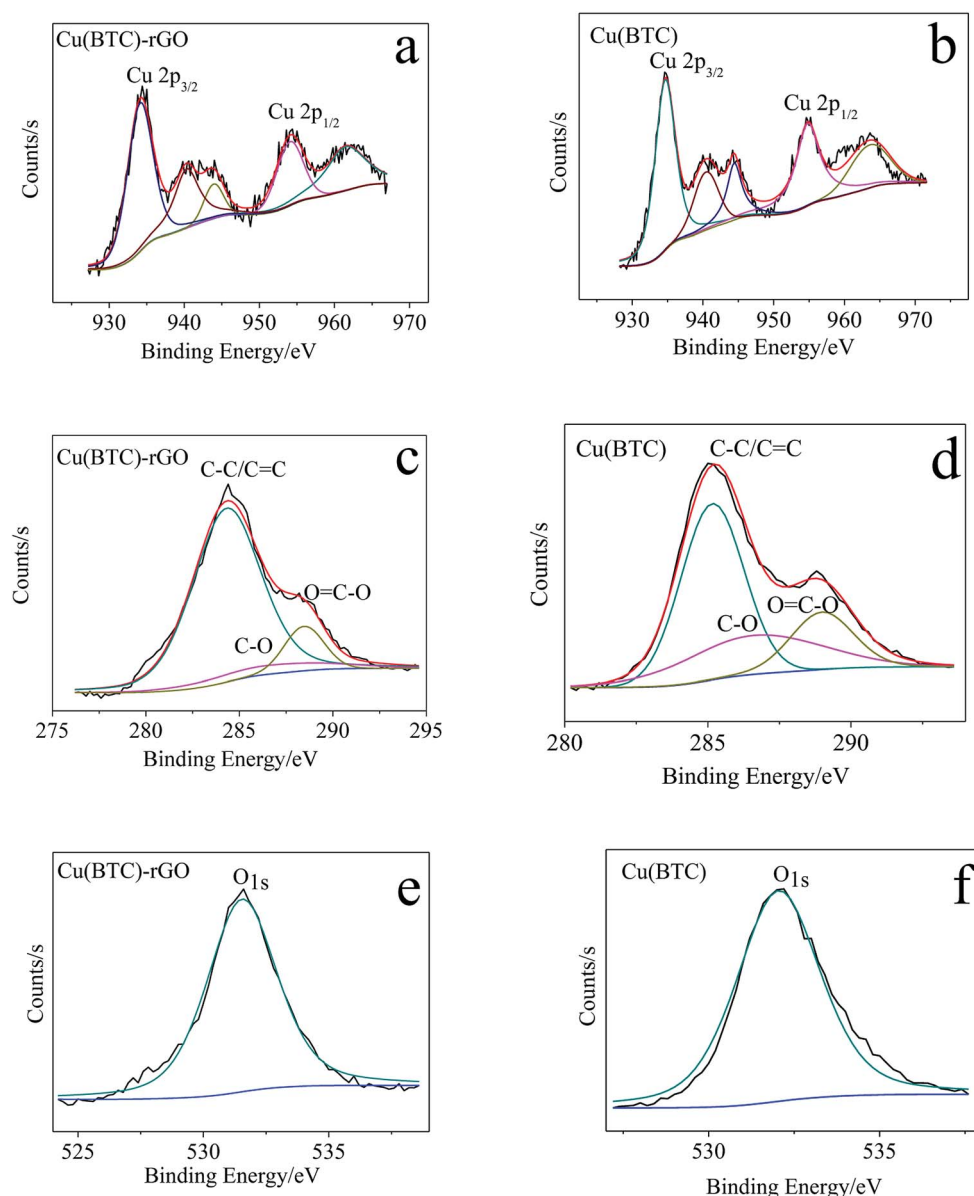 Cu(BTC)-rGO
a
Cu 2p3/2
Cu 2p1/2
Counts/s
930 940 950 960 970
Binding Energy/eV
Cu(BTC)
b
Cu 2p3/2
Cu 2p1/2
Counts/s
930 940 950 960 970
Binding Energy/eV
Cu(BTC)-rGO
c
C-C/C=C
O=C-O
C-O
Counts/s
275 280 285 290 295
Binding Energy/eV
Cu(BTC)
d
C-C/C=C
O=C-O
C-O
Counts/s
280 285 290
Binding Energy/eV
Cu(BTC)-rGO
e
O1s
Counts/s
525 530 535
Binding Energy/eV
Cu(BTC)
f
O1s
Counts/s
530 535
Binding Energy/eV